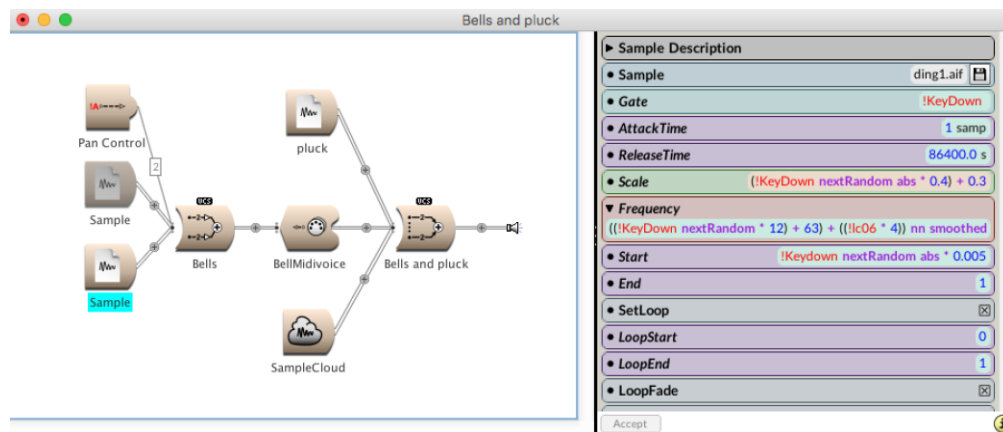 Bells and pluck
!A
Pan Control
2
Sample
Sample
UCS
Bells
BellMidivoice
pluck
SampleCloud
UCS
Bells and pluck
Sample Description
Sample ding1.aif
Gate !KeyDown
AttackTime 1 samp
ReleaseTime 86400.0 s
Scale (!KeyDown nextRandom abs * 0.4) + 0.3
Frequency
((!KeyDown nextRandom * 12) + 63) + ((!lc06 * 4)) nn smoothed
Start !Keydown nextRandom abs * 0.005
End 1
SetLoop
LoopStart 0
LoopEnd 1
LoopFade
Accept